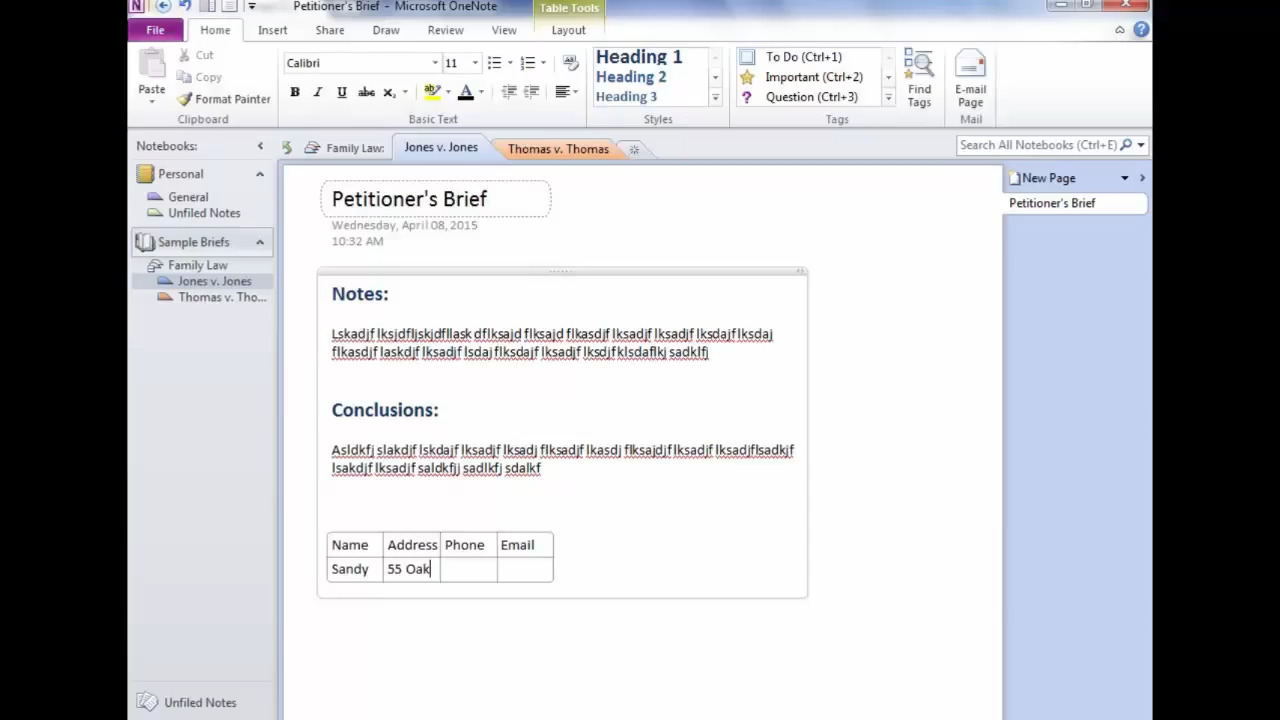 Petitioner's Brief - Microsoft OneNote
Table Tools
File
Home
Insert
Share
Draw
Review
View
Layout
Paste
Cut
Copy
Format Painter
Clipboard
Calibri
11
B I U abc x₂
Basic Text
Heading 1
Heading 2
Heading 3
Styles
To Do (Ctrl+1)
Important (Ctrl+2)
Question (Ctrl+3)
Tags
Find
Tags
E-mail
Page
Mail
Notebooks:
Family Law:
Jones v. Jones
Thomas v. Thomas
Search All Notebooks (Ctrl+E)
Personal
General
Unfiled Notes
Sample Briefs
Family Law
Jones v. Jones
Thomas v. Tho...
Unfiled Notes
New Page
Petitioner's Brief
Petitioner's Brief
Wednesday, April 08, 2015
10:32 AM
Notes:
Lskadjf lksjdfljskjdfllask dflksajd flksajd flkasdjf lksadjf lksadjf lksdajflksdaj
flkasdjf laskdjf lksadjf lsdaj flksdajf lksadjf lksdjfklsdaflkj sadklfj
Conclusions:
Asldkfj slakdjf lskdajf lksadjf lksadj flksadjf lkasdj flksajdjf lksadjf lksadjflsadkjf
lsakdjf lksadjf saldkfjj sadlkfj sdalkf
Name Address Phone Email
Sandy 55 Oak